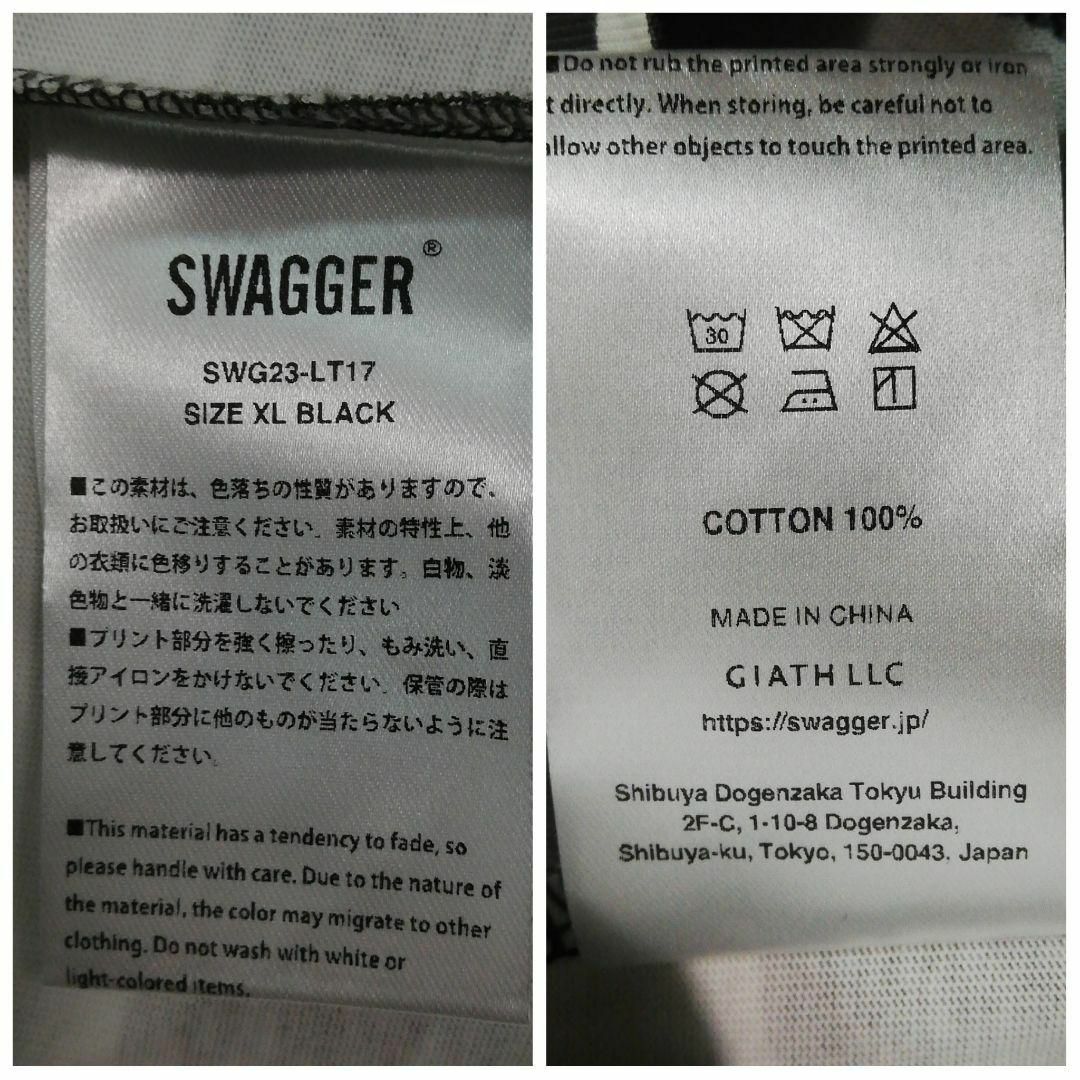 SWAGGER®
SWG23-LT17
SIZE XL BLACK
■この素材は、色落ちの性質がありますので、
お取扱いにご注意ください。素材の特性上、他
の衣類に色移りすることがあります。白物、淡
色物と一緒に洗濯しないでください
■プリント部分を強く擦ったり、もみ洗い、直
接アイロンをかけないでください。保管の際は
プリント部分に他のものが当たらないように注
意してください。
■This material has a tendency to fade, so
please handle with care. Due to the nature of
the material, the color may migrate to other
clothing. Do not wash with white or
light-colored items.
■Do not rub the printed area strongly or iron
t directly. When storing, be careful not to
allow other objects to touch the printed area.
30
COTTON 100%
MADE IN CHINA
GIATH LLC
https://swagger.jp/
Shibuya Dogenzaka Tokyu Building
2F-C, 1-10-8 Dogenzaka,
Shibuya-ku, Tokyo, 150-0043. Japan